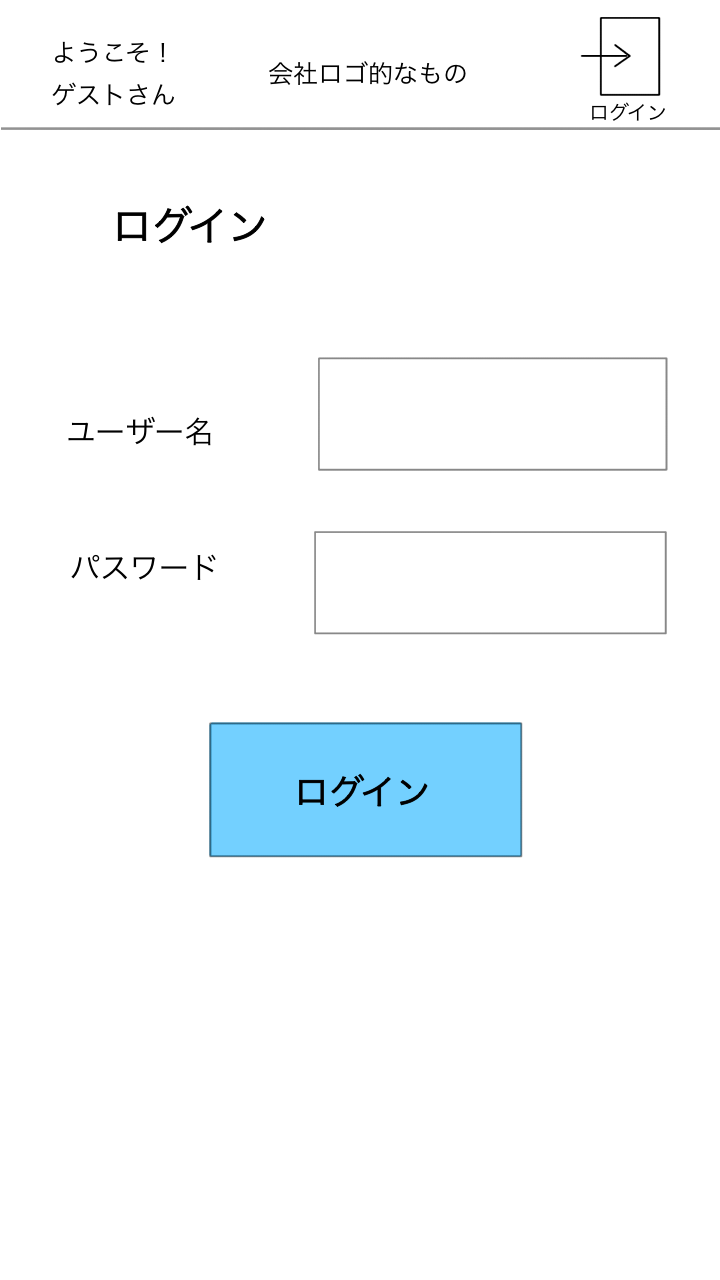 ようこそ！
ゲストさん
会社ロゴ的なもの
ログイン
ログイン
ユーザー名
パスワード
ログイン